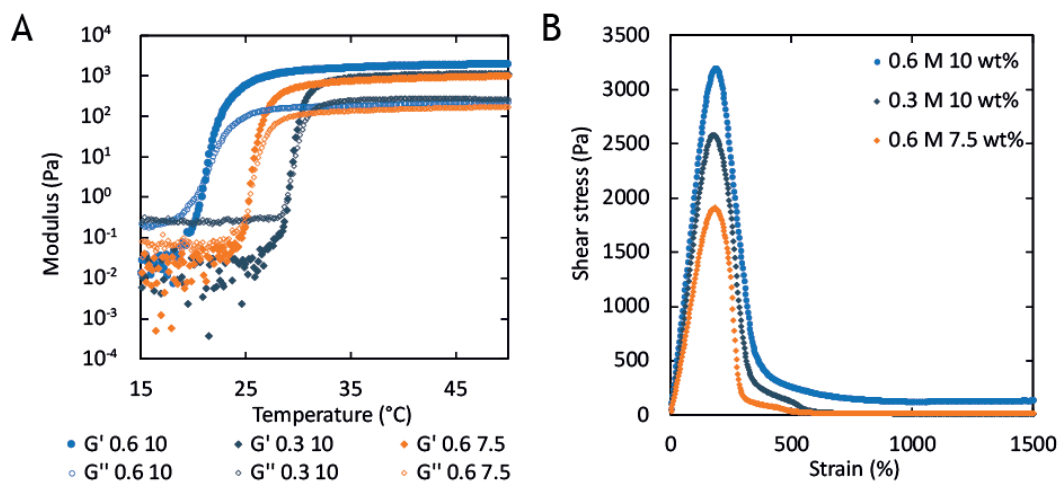 A
Modulus (Pa)
10⁴
10³
10²
10¹
10⁰
10⁻¹
10⁻²
10⁻³
10⁻⁴
15 25 35 45
Temperature (°C)
G' 0.6 10 G' 0.3 10 G' 0.6 7.5
G'' 0.6 10 G'' 0.3 10 G'' 0.6 7.5
B
Shear stress (Pa)
3500
3000
2500
2000
1500
1000
500
0
0 500 1000 1500
Strain (%)
0.6 M 10 wt%
0.3 M 10 wt%
0.6 M 7.5 wt%